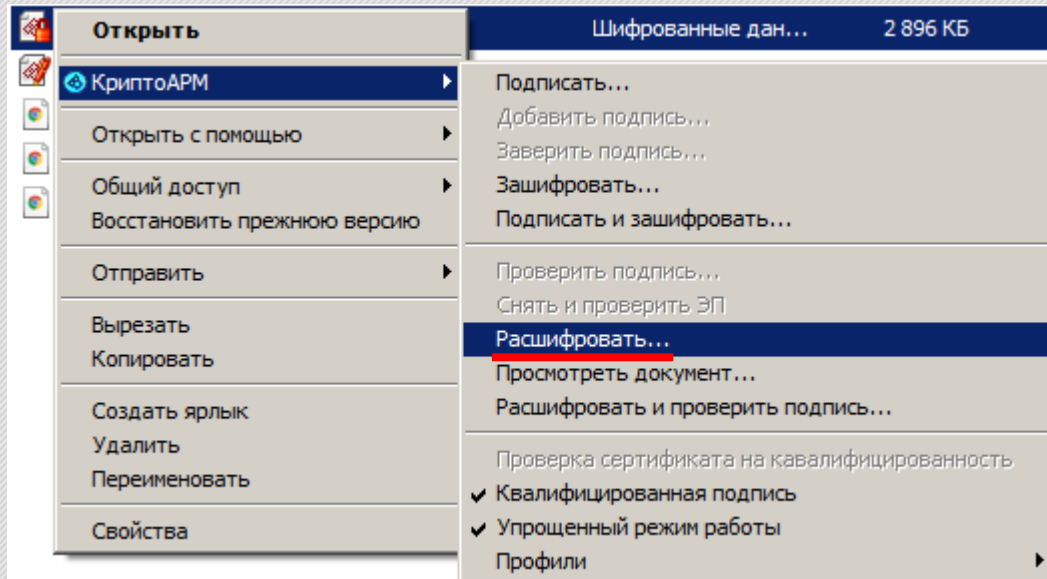 Шифрованные дан... 2 896 КБ
Открыть
КриптоАРМ
Открыть с помощью
Общий доступ
Восстановить прежнюю версию
Отправить
Вырезать
Копировать
Создать ярлык
Удалить
Переименовать
Свойства
Подписать...
Добавить подпись...
Заверить подпись...
Зашифровать...
Подписать и зашифровать...
Проверить подпись...
Снять и проверить ЭП
Расшифровать...
Просмотреть документ...
Расшифровать и проверить подпись...
Проверка сертификата на кавалифицированность
Квалифицированная подпись
Упрощенный режим работы
Профили